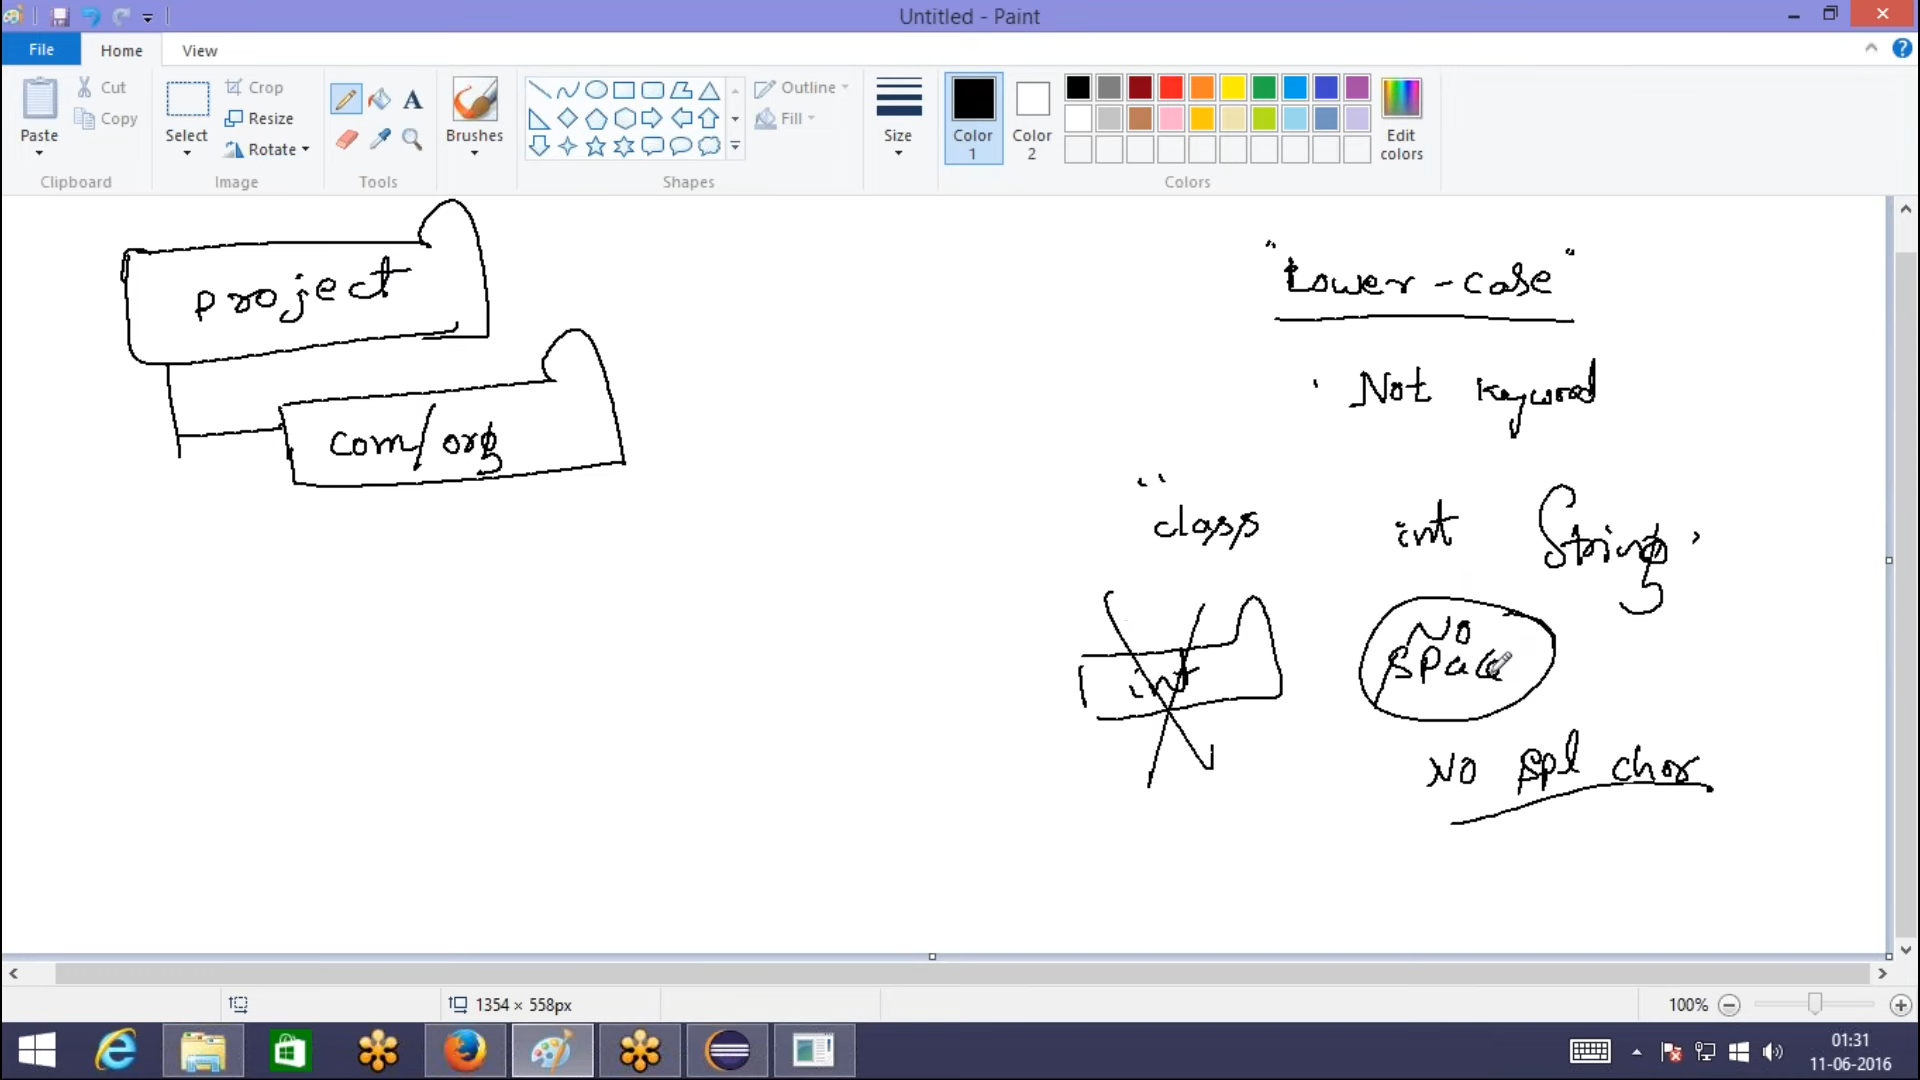 Untitled - Paint
File Home View
Paste
Cut
Copy
Clipboard
Select
Crop
Resize
Rotate
Image
Tools
Brushes
Shapes
Outline
Fill
Size
Color 1
Color 2
Edit colors
Colors
project
com/org
"Lower-case"
Not keyword
class int String
int
NO
space
NO spl char
1354 × 558px
100%
01:31
11-06-2016